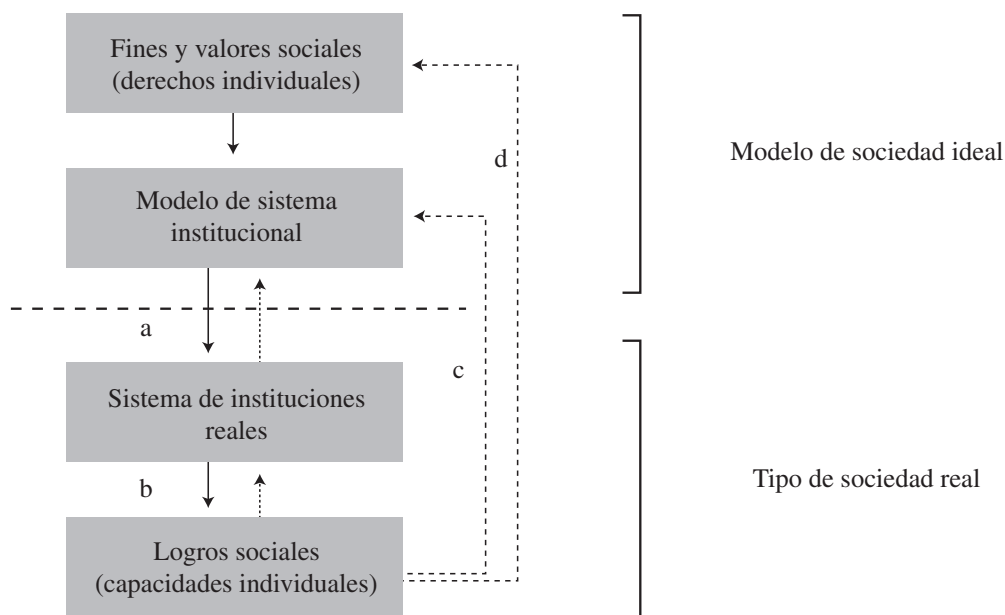 Fines y valores sociales
(derechos individuales)
d
Modelo de sociedad ideal
Modelo de sistema
institucional
a
c
Sistema de instituciones
reales
b
Tipo de sociedad real
Logros sociales
(capacidades individuales)